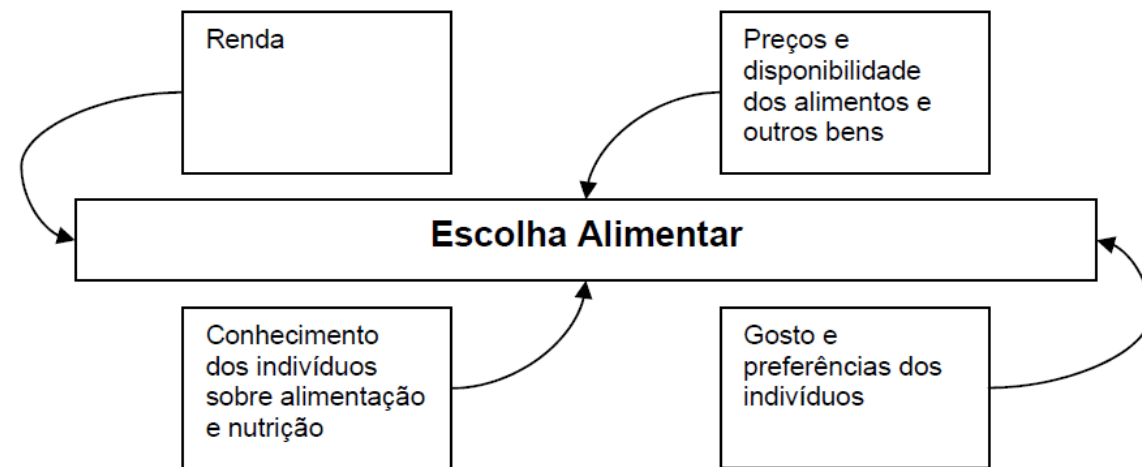 Renda
Preços e
disponibilidade
dos alimentos e
outros bens
Escolha Alimentar
Conhecimento
dos indivíduos
sobre alimentação
e nutrição
Gosto e
preferências dos
indivíduos